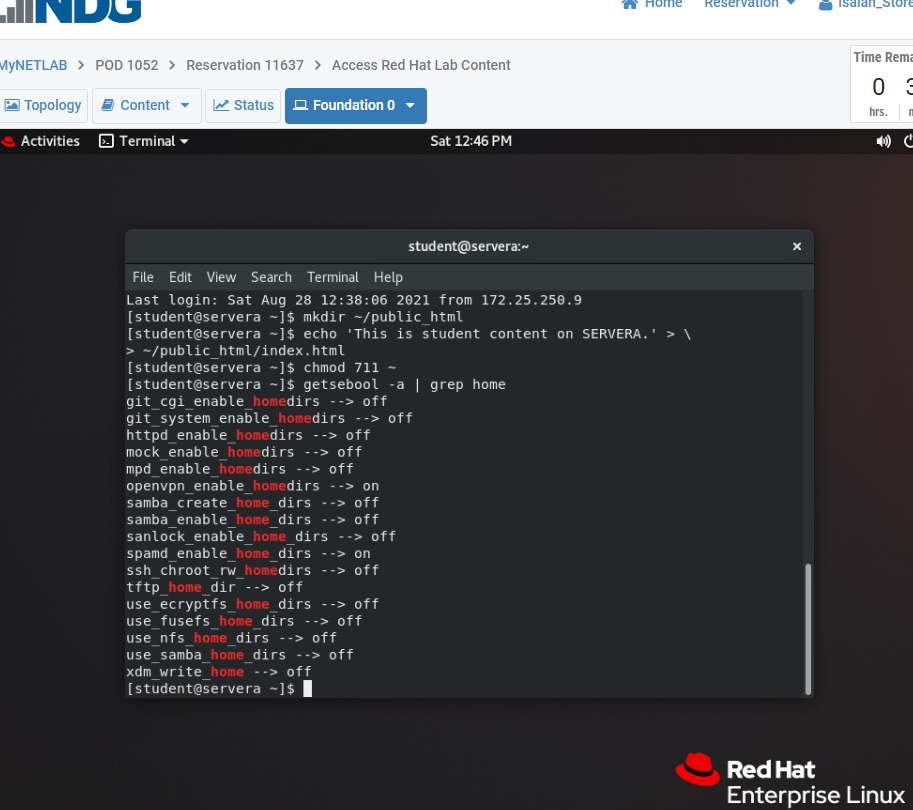 NDG
Home
Reservation
MyNETLAB > POD 1052 > Reservation 11637 > Access Red Hat Lab Content
Time
0
hrs.
Topology
Content
Status
Foundation 0
Activities
Terminal
Sat 12:46 PM
student@servera:~
File Edit View Search Terminal Help
Last login: Sat Aug 28 12:38:06 2021 from 172.25.250.9
[student@servera ~]$ mkdir ~/public_html
[student@servera ~]$ echo 'This is student content on SERVERA.' > \
> ~/public_html/index.html
[student@servera ~]$ chmod 711 ~
[student@servera ~]$ getsebool -a | grep home
git_cgi_enable_homedirs --> off
git_system_enable_homedirs --> off
httpd_enable_homedirs --> off
mock_enable_homedirs --> off
mpd_enable_homedirs --> off
openvpn_enable_homedirs --> on
samba_create_home_dirs --> off
samba_enable_home_dirs --> off
sanlock_enable_home_dirs --> off
spamd_enable_home_dirs --> on
ssh_chroot_rw_homedirs --> off
tftp_home_dir --> off
use_ecryptfs_home_dirs --> off
use_fusefs_home_dirs --> off
use_nfs_home_dirs --> off
use_samba_home_dirs --> off
xdm_write_home --> off
[student@servera ~]$
Red Hat
Enterprise Linux